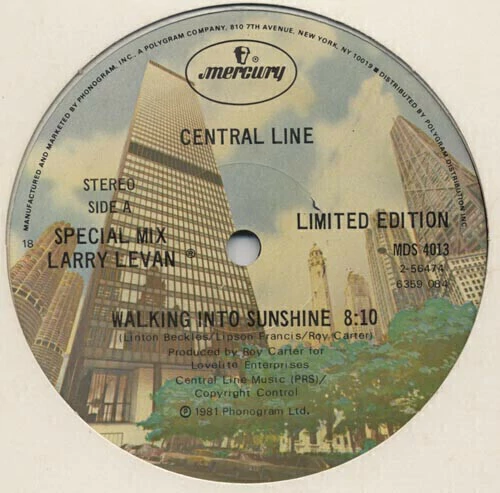 MANUFACTURED AND MARKETED BY PHONOGRAM, INC., A POLYGRAM COMPANY, 810 7TH AVENUE, NEW YORK, NY 10019 ■ DISTRIBUTED BY POLYGRAM DISTRIBUTION, INC.
mercury
CENTRAL LINE
STEREO
SIDE A
LIMITED EDITION
18
SPECIAL MIX
LARRY LEVAN ®
MDS 4013
2-56474
6359 084
WALKING INTO SUNSHINE 8:10
(Linton Beckles/Lipson Francis/Roy Carter)
Produced by Roy Carter for
Lovelite Enterprises
Central Line Music (PRS)/
Copyright Control
℗ 1981 Phonogram Ltd.